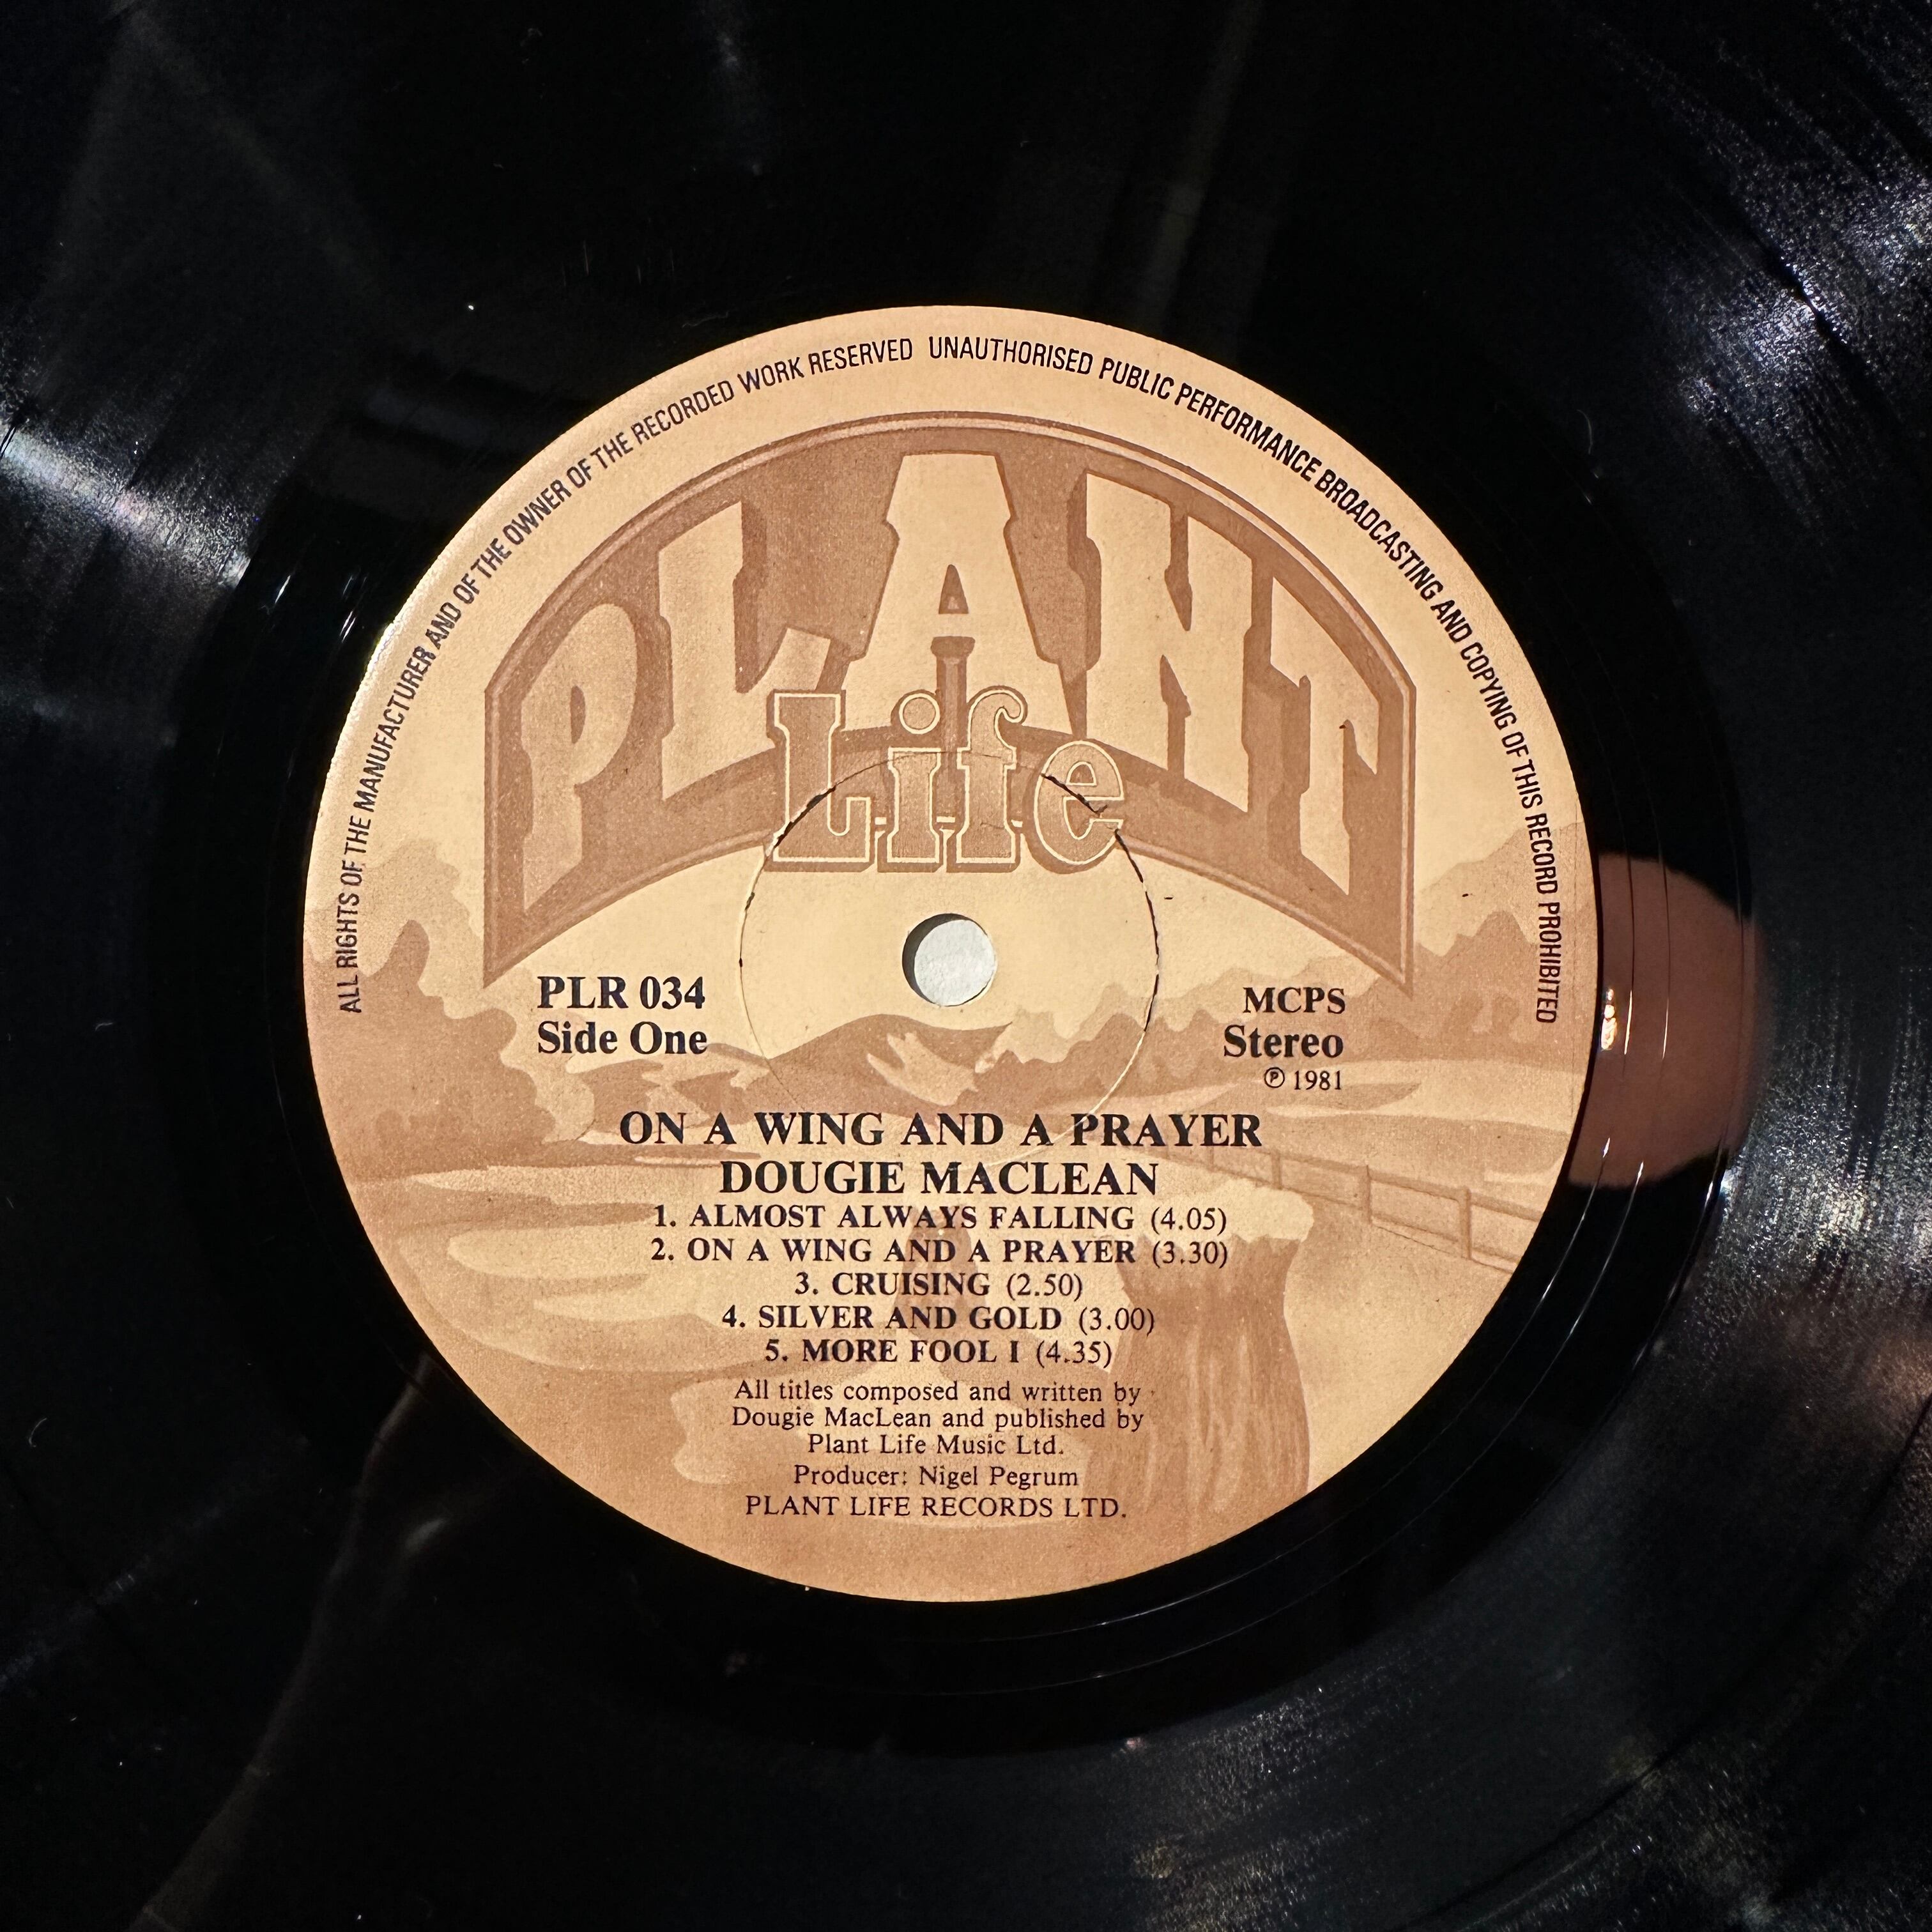 ALL RIGHTS OF THE MANUFACTURER AND OF THE OWNER OF THE RECORDED WORK RESERVED UNAUTHORISED PUBLIC PERFORMANCE BROADCASTING AND COPYING OF THIS RECORD PROHIBITED
PLANT
Life
PLR 034
Side One
MCPS
Stereo
℗ 1981
ON A WING AND A PRAYER
DOUGIE MACLEAN
1. ALMOST ALWAYS FALLING (4.05)
2. ON A WING AND A PRAYER (3.30)
3. CRUISING (2.50)
4. SILVER AND GOLD (3.00)
5. MORE FOOL I (4.35)
All titles composed and written by
Dougie MacLean and published by
Plant Life Music Ltd.
Producer: Nigel Pegrum
PLANT LIFE RECORDS LTD.